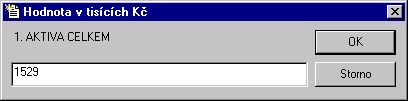 Hodnota v tisících Kč
1. AKTIVA CELKEM
OK
1529
Storno